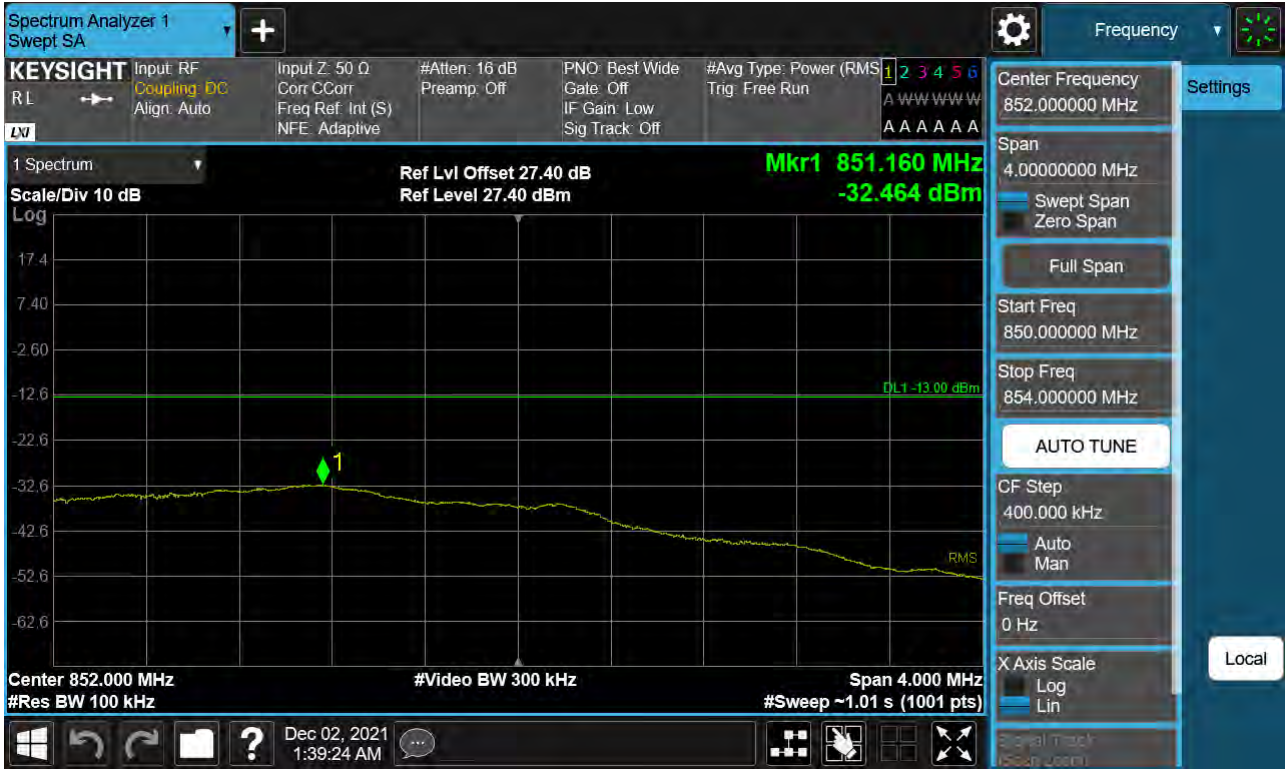 Spectrum Analyzer 1
Swept SA
+
Frequency
KEYSIGHT
R L
LXI
Input: RF
Coupling: DC
Align: Auto
Input Z: 50 Ω
Corr CCorr
Freq Ref: Int (S)
NFE: Adaptive
#Atten: 16 dB
Preamp: Off
PNO: Best Wide
Gate: Off
IF Gain: Low
Sig Track: Off
#Avg Type: Power (RMS
Trig: Free Run
1 2 3 4 5 6
A W W W W W
A A A A A A
1 Spectrum
Scale/Div 10 dB
Ref Lvl Offset 27.40 dB
Ref Level 27.40 dBm
Mkr1 851.160 MHz
-32.464 dBm
Log
17.4
7.40
-2.60
-12.6
-22.6
-32.6
-42.6
-52.6
-62.6
DL1 -13.00 dBm
1
RMS
Center 852.000 MHz
#Video BW 300 kHz
Span 4.000 MHz
#Res BW 100 kHz
#Sweep ~1.01 s (1001 pts)
Center Frequency
852.000000 MHz
Settings
Span
4.00000000 MHz
Swept Span
Zero Span
Full Span
Start Freq
850.000000 MHz
Stop Freq
854.000000 MHz
AUTO TUNE
CF Step
400.000 kHz
Auto
Man
Freq Offset
0 Hz
X Axis Scale
Log
Lin
Local
Signal Track
(Span Zoom)
?
Dec 02, 2021
1:39:24 AM